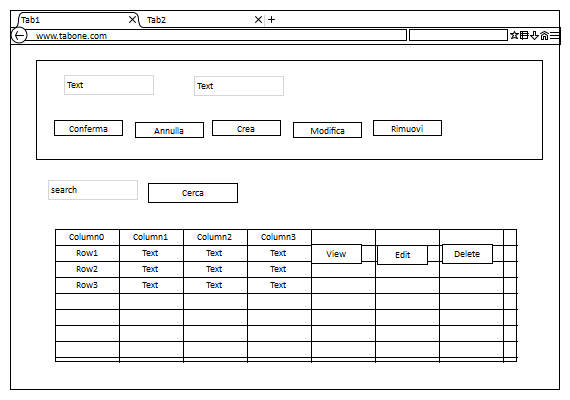 Tab1 Tab2
www.tabone.com
Text Text
Conferma Annulla Crea Modifica Rimuovi
search Cerca
Column0 Column1 Column2 Column3
Row1 Text Text Text View Edit Delete
Row2 Text Text Text
Row3 Text Text Text